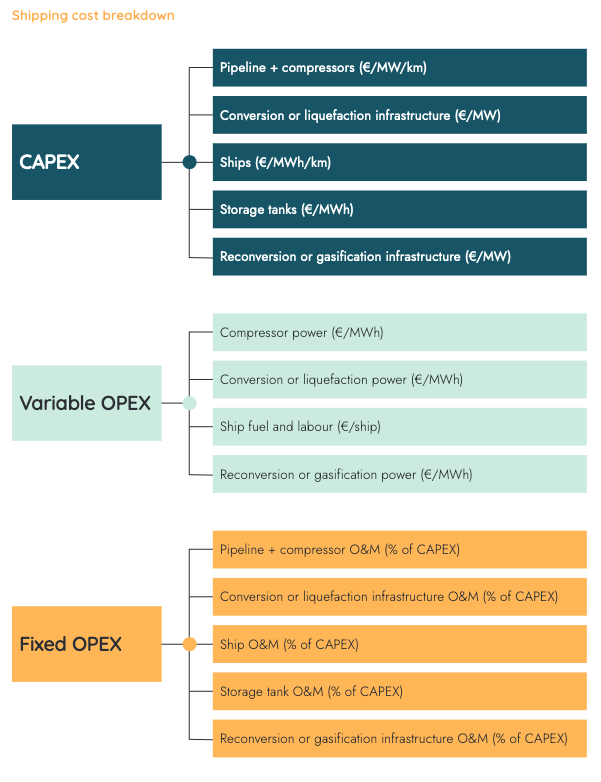 Shipping cost breakdown
CAPEX
Pipeline + compressors (€/MW/km)
Conversion or liquefaction infrastructure (€/MW)
Ships (€/MWh/km)
Storage tanks (€/MWh)
Reconversion or gasification infrastructure (€/MW)
Variable OPEX
Compressor power (€/MWh)
Conversion or liquefaction power (€/MWh)
Ship fuel and labour (€/ship)
Reconversion or gasification power (€/MWh)
Fixed OPEX
Pipeline + compressor O&M (% of CAPEX)
Conversion or liquefaction infrastructure O&M (% of CAPEX)
Ship O&M (% of CAPEX)
Storage tank O&M (% of CAPEX)
Reconversion or gasification infrastructure O&M (% of CAPEX)